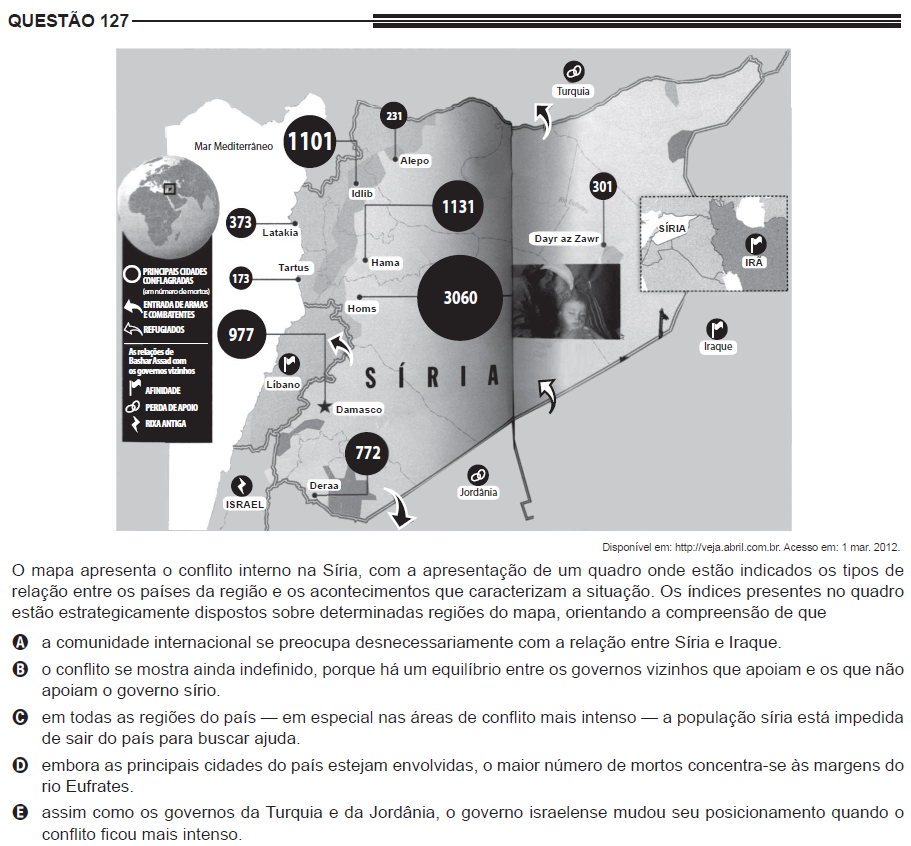 QUESTÃO 127
Turquia
231
1101
Mar Mediterrâneo
Alepo
Idlib
301
1131
373
SÍRIA
Latakia
Dayr az Zawr
Hama
IRÃ
Tartus
173
3060
Homs
977
Iraque
Líbano
SÍRIA
Damasco
772
Deraa
Jordânia
ISRAEL
PRINCIPAIS CIDADES
CONFLAGRADAS
(em número de mortos)
ENTRADA DE ARMAS
E COMBATENTES
REFUGIADOS
As relações de
Bashar Assad com
os governos vizinhos
AFINIDADE
PERDA DE APOIO
RIXA ANTIGA
Disponível em: http://veja.abril.com.br. Acesso em: 1 mar. 2012.
O mapa apresenta o conflito interno na Síria, com a apresentação de um quadro onde estão indicados os tipos de
relação entre os países da região e os acontecimentos que caracterizam a situação. Os índices presentes no quadro
estão estrategicamente dispostos sobre determinadas regiões do mapa, orientando a compreensão de que
A a comunidade internacional se preocupa desnecessariamente com a relação entre Síria e Iraque.
B o conflito se mostra ainda indefinido, porque há um equilíbrio entre os governos vizinhos que apoiam e os que não
apoiam o governo sírio.
C em todas as regiões do país — em especial nas áreas de conflito mais intenso — a população síria está impedida
de sair do país para buscar ajuda.
D embora as principais cidades do país estejam envolvidas, o maior número de mortos concentra-se às margens do
rio Eufrates.
E assim como os governos da Turquia e da Jordânia, o governo israelense mudou seu posicionamento quando o
conflito ficou mais intenso.